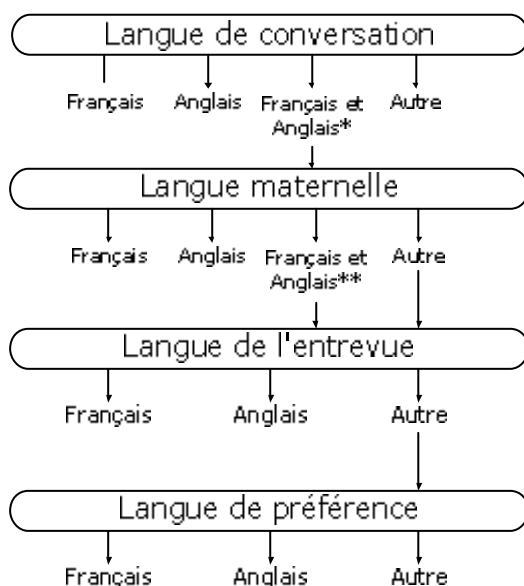 Langue de conversation
Français Anglais Français et Autre
Anglais*
Langue maternelle
Français Anglais Français et Autre
Anglais**
Langue de l'entrevue
Français Anglais Autre
Langue de préférence
Français Anglais Autre